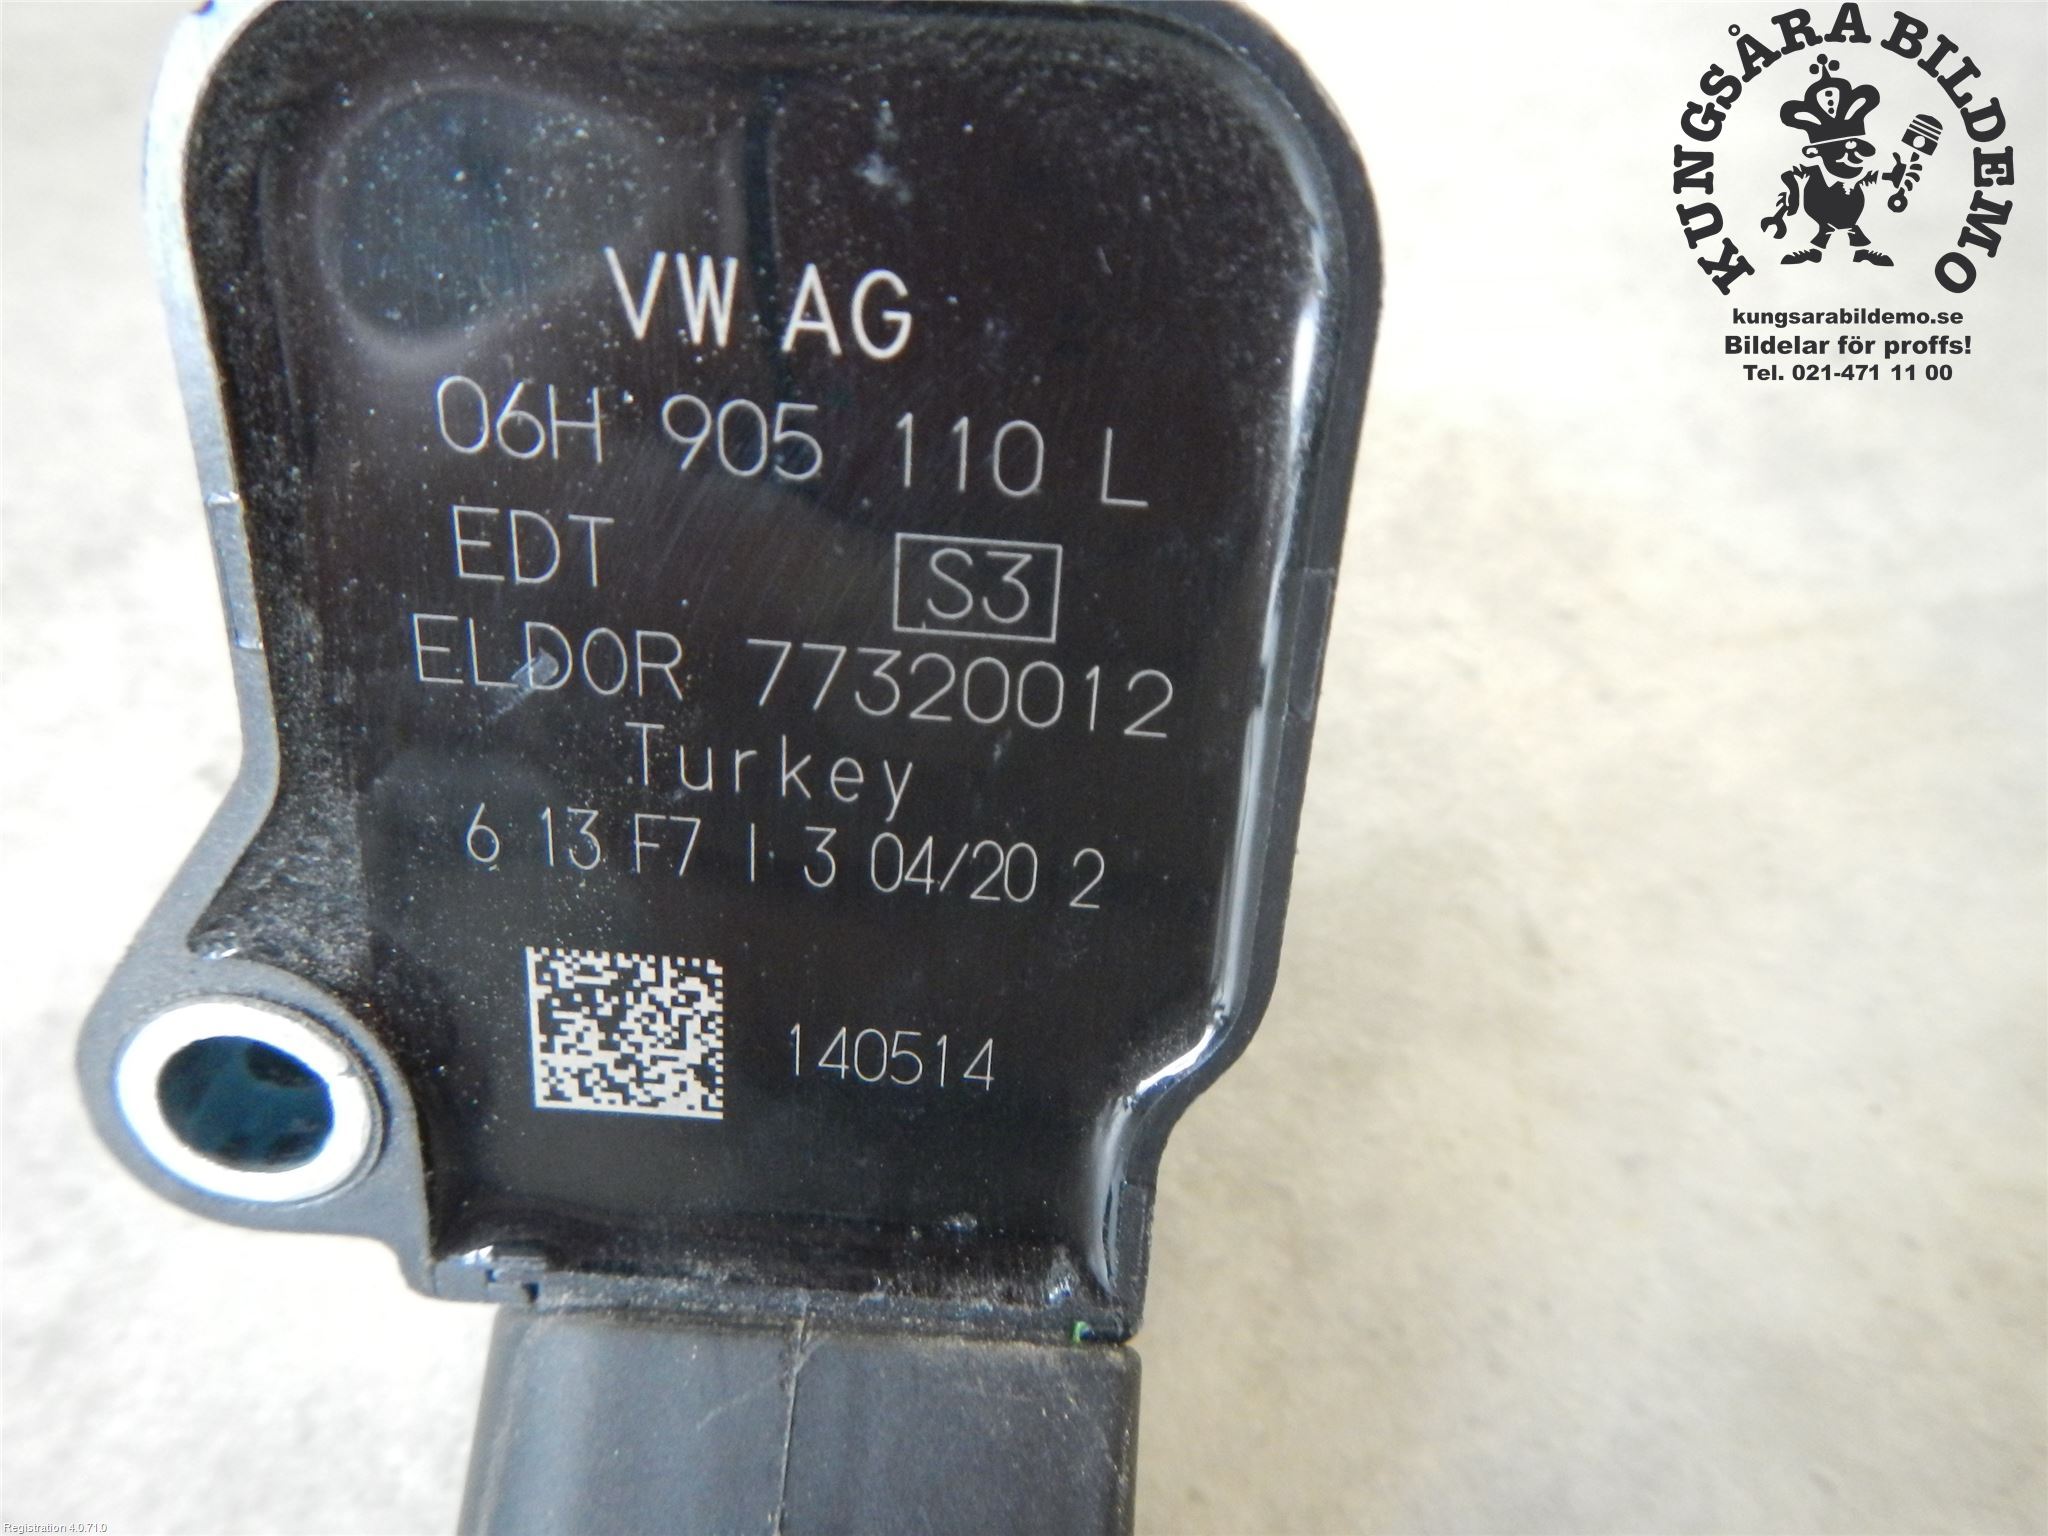 VW AG
06H 905 110 L
EDT S3
ELDOR 77320012
Turkey
6 13 F7 I 3 04/20 2
140514
KUNGSÅRA BILDEMO
kungsarabildemo.se
Bildelar för proffs!
Tel. 021-471 11 00
Registration 4.0.71.0